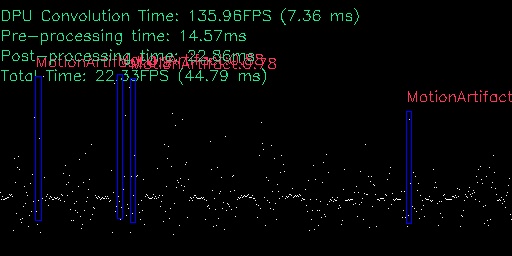 DPU Convolution Time: 135.96FPS (7.36 ms)
Pre-processing time: 14.57ms
Post-processing time: 22.86ms
Total Time: 22.33FPS (44.79 ms)
MotionArtifact